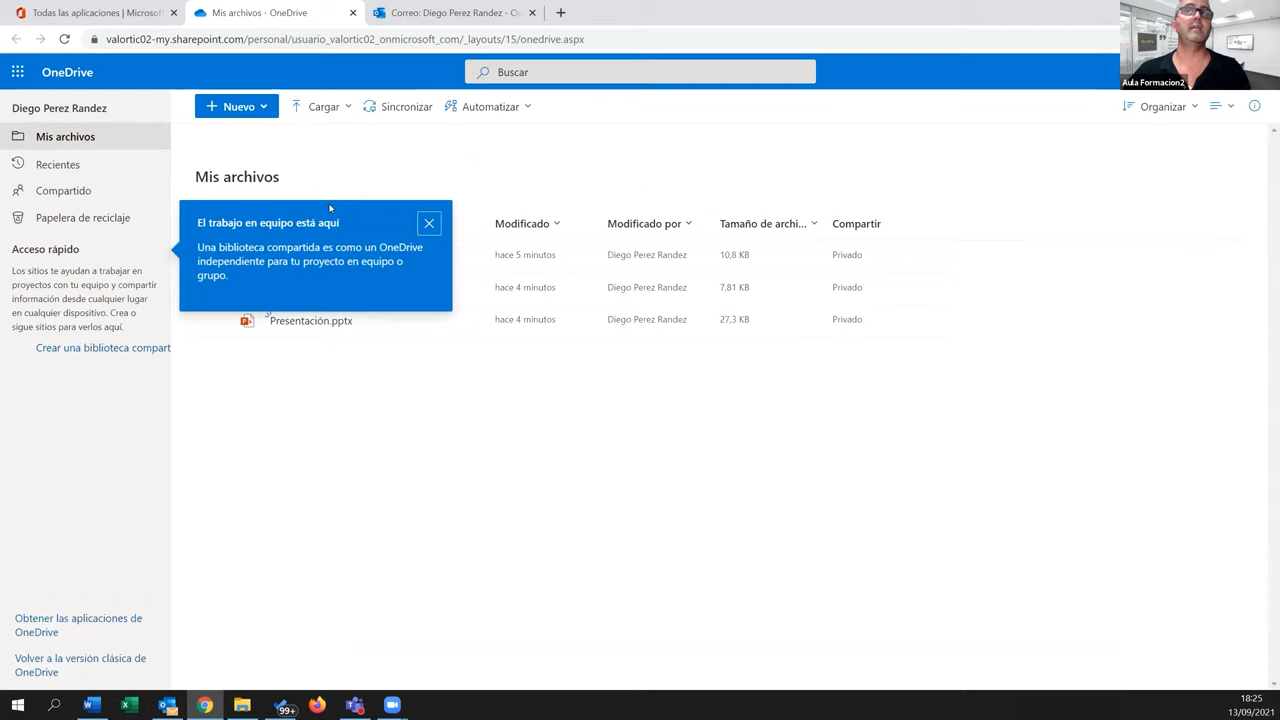 Todas las aplicaciones | Microsof
Mis archivos - OneDrive
Correo: Diego Perez Randez - Ou
valortic02-my.sharepoint.com/personal/usuario_valortic02_onmicrosoft_com/_layouts/15/onedrive.aspx
OneDrive
Buscar
Aula Formacion2
Diego Perez Randez
Nuevo
Cargar
Sincronizar
Automatizar
Organizar
Mis archivos
Recientes
Compartido
Papelera de reciclaje
Acceso rápido
Los sitios te ayudan a trabajar en
proyectos con tu equipo y compartir
información desde cualquier lugar
en cualquier dispositivo. Crea o
sigue sitios para verlos aquí.
Crear una biblioteca compart
Obtener las aplicaciones de
OneDrive
Volver a la versión clásica de
OneDrive
Mis archivos
El trabajo en equipo está aquí
Una biblioteca compartida es como un OneDrive
independiente para tu proyecto en equipo o
grupo.
Modificado Modificado por Tamaño de archi... Compartir
hace 5 minutos Diego Perez Randez 10,8 KB Privado
hace 4 minutos Diego Perez Randez 7,81 KB Privado
Presentación.pptx hace 4 minutos Diego Perez Randez 27,3 KB Privado
99+
18:25
13/09/2021